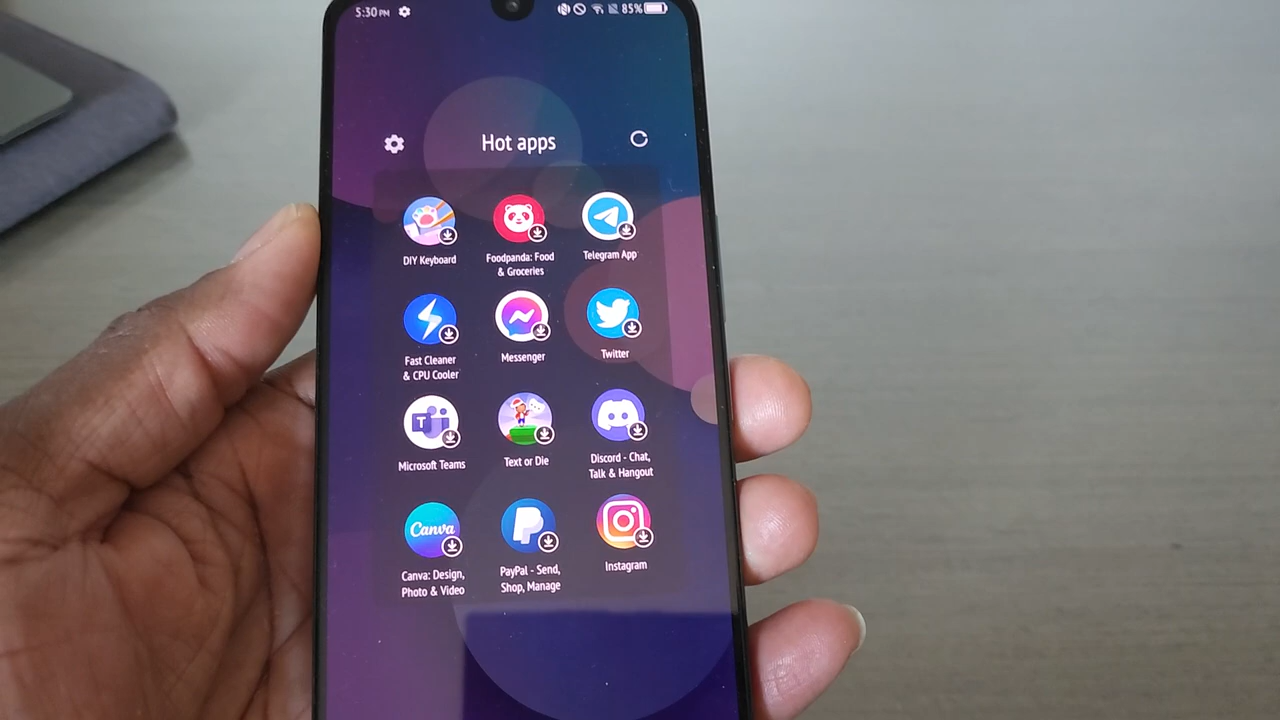 5:30 PM
85%
Hot apps
DIY Keyboard
Foodpanda: Food
& Groceries
Telegram App
Fast Cleaner
& CPU Cooler
Messenger
Twitter
T
Microsoft Teams
Text or Die
Discord - Chat,
Talk & Hangout
Canva
Canva: Design,
Photo & Video
PayPal - Send,
Shop, Manage
Instagram